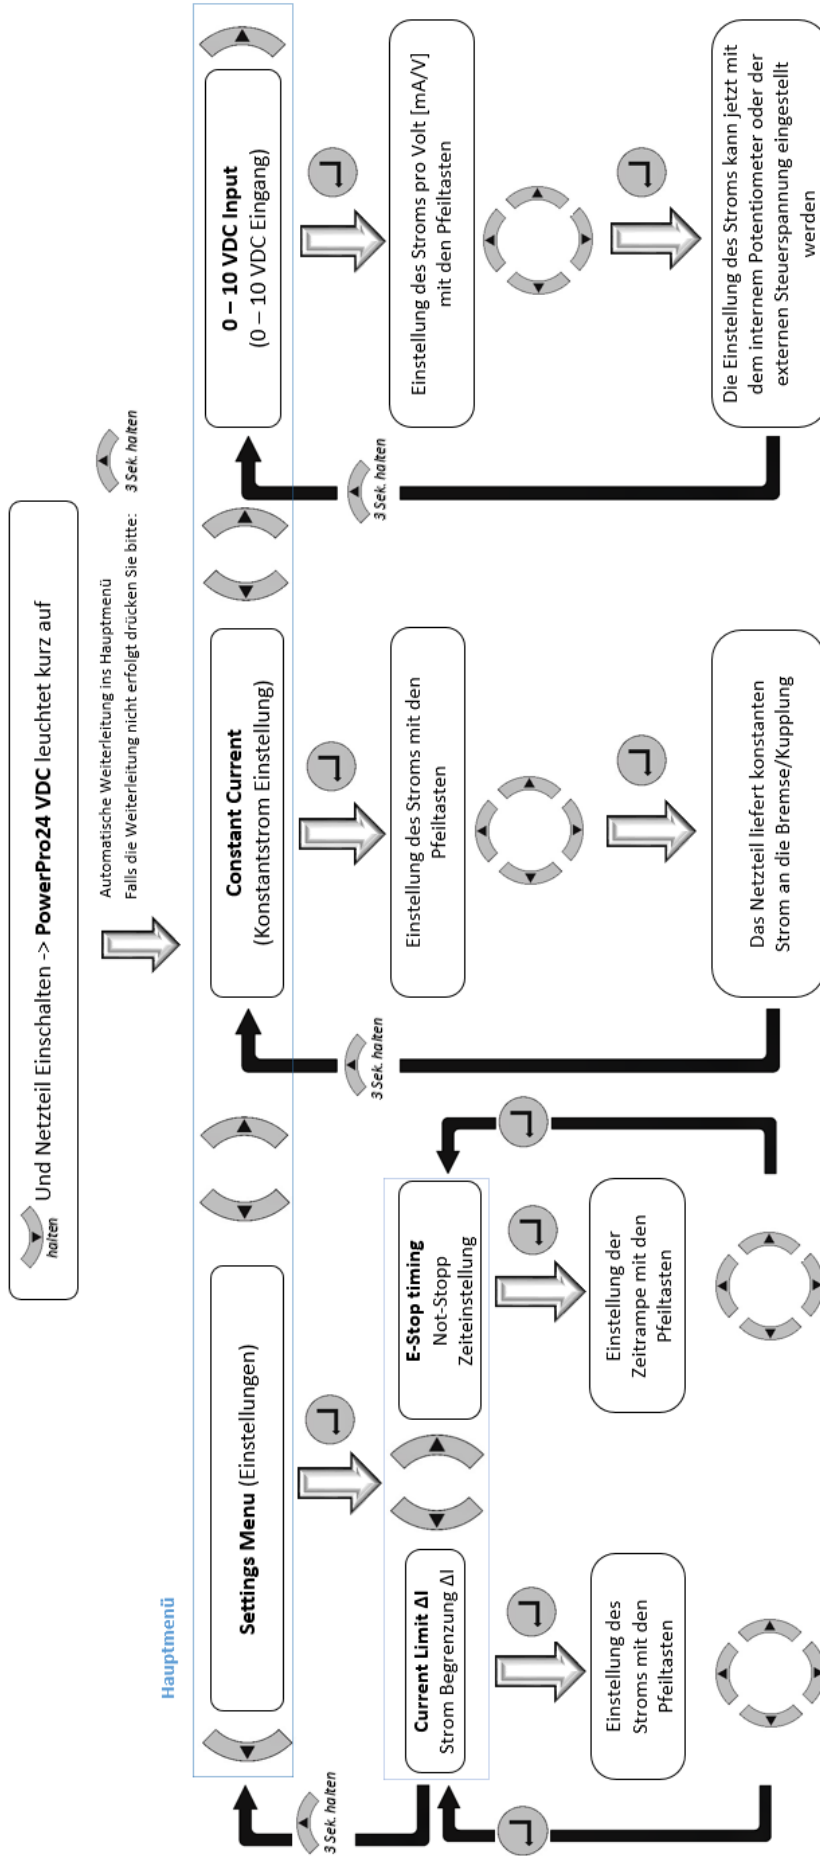 halten
Und Netzteil Einschalten -> PowerPro24 VDC leuchtet kurz auf
Automatische Weiterleitung ins Hauptmenü
Falls die Weiterleitung nicht erfolgt drücken Sie bitte:
3 Sek. halten
Hauptmenü
Settings Menu (Einstellungen)
Constant Current
(Konstantstrom Einstellung)
0 – 10 VDC Input
(0 – 10 VDC Eingang)
3 Sek. halten
Current Limit ΔI
Strom Begrenzung ΔI
E-Stop timing
Not-Stopp
Zeiteinstellung
3 Sek. halten
Einstellung des Stroms mit den
Pfeiltasten
3 Sek. halten
Einstellung des Stroms pro Volt [mA/V]
mit den Pfeiltasten
Einstellung des
Stroms mit den
Pfeiltasten
Einstellung der
Zeitrampe mit den
Pfeiltasten
Das Netzteil liefert konstanten
Strom an die Bremse/Kupplung
Die Einstellung des Stroms kann jetzt mit
dem internem Potentiometer oder der
externen Steuerspannung eingestellt
werden